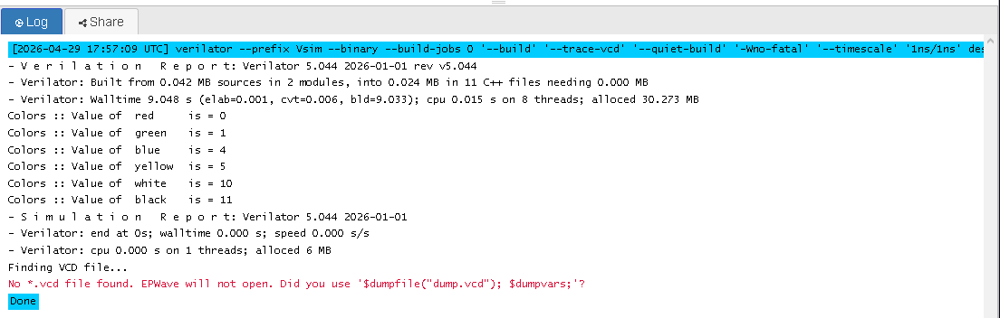 Log
Share
[2026-04-29 17:57:09 UTC] verilator --prefix Vsim --binary --build-jobs 0 '--build' '--trace-vcd' '--quiet-build' '-Wno-fatal' '--timescale' '1ns/1ns' des
- V e r i l a t i o n   R e p o r t: Verilator 5.044 2026-01-01 rev v5.044
- Verilator: Built from 0.042 MB sources in 2 modules, into 0.024 MB in 11 C++ files needing 0.000 MB
- Verilator: Walltime 9.048 s (elab=0.001, cvt=0.006, bld=9.033); cpu 0.015 s on 8 threads; alloced 30.273 MB
Colors :: Value of  red     is = 0
Colors :: Value of  green   is = 1
Colors :: Value of  blue    is = 4
Colors :: Value of  yellow  is = 5
Colors :: Value of  white   is = 10
Colors :: Value of  black   is = 11
- S i m u l a t i o n   R e p o r t: Verilator 5.044 2026-01-01
- Verilator: end at 0s; walltime 0.000 s; speed 0.000 s/s
- Verilator: cpu 0.000 s on 1 threads; alloced 6 MB
Finding VCD file...
No *.vcd file found. EPWave will not open. Did you use '$dumpfile("dump.vcd"); $dumpvars;'?
Done